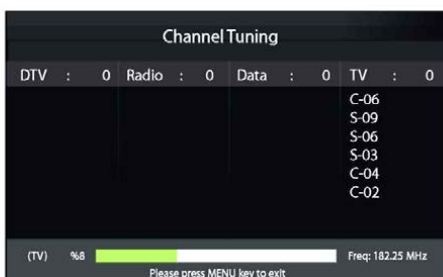 Channel Tuning
DTV : 0 Radio : 0 Data : 0 TV : 0
C-06
S-09
S-06
S-03
C-04
C-02
(TV) %8 Freq: 182.25 MHz
Please press MENU key to exit